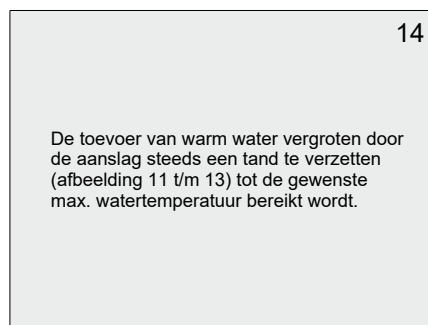 14
De toevoer van warm water vergroten door
de aanslag steeds een tand te verzetten
(afbeelding 11 t/m 13) tot de gewenste
max. watertemperatuur bereikt wordt.